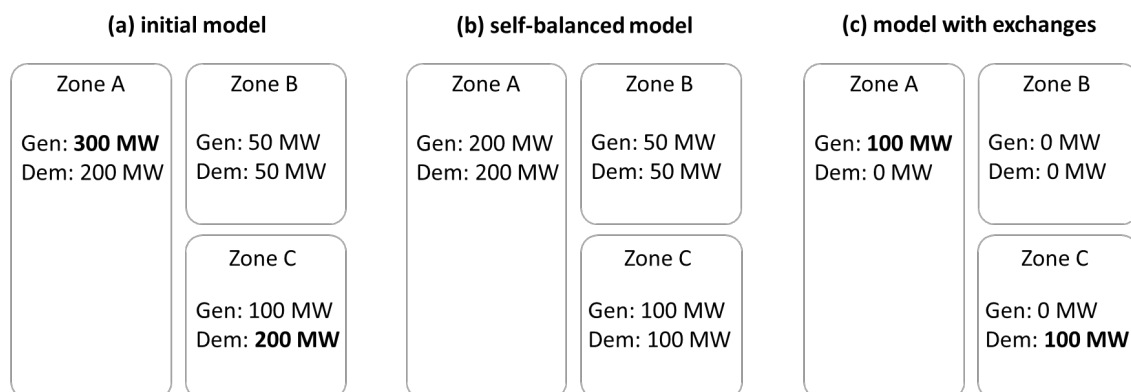 (a) initial model
Zone A
Gen: 300 MW
Dem: 200 MW
Zone B
Gen: 50 MW
Dem: 50 MW
Zone C
Gen: 100 MW
Dem: 200 MW
(b) self-balanced model
Zone A
Gen: 200 MW
Dem: 200 MW
Zone B
Gen: 50 MW
Dem: 50 MW
Zone C
Gen: 100 MW
Dem: 100 MW
(c) model with exchanges
Zone A
Gen: 100 MW
Dem: 0 MW
Zone B
Gen: 0 MW
Dem: 0 MW
Zone C
Gen: 0 MW
Dem: 100 MW